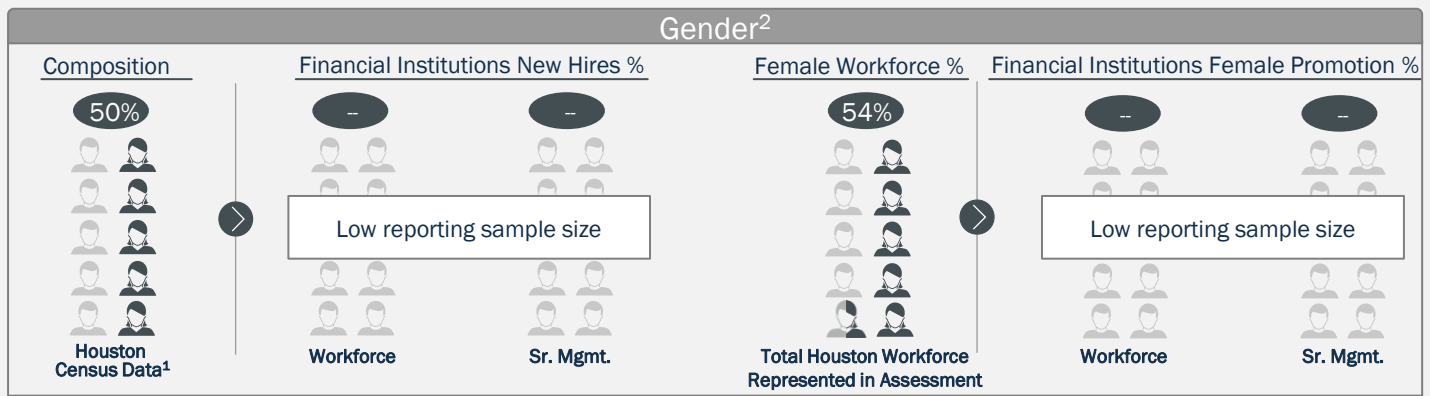 Gender²
Composition
50%
Houston
Census Data¹
Financial Institutions New Hires %
--
--
Low reporting sample size
Workforce
Sr. Mgmt.
Female Workforce %
54%
Total Houston Workforce
Represented in Assessment
Financial Institutions Female Promotion %
--
--
Low reporting sample size
Workforce
Sr. Mgmt.